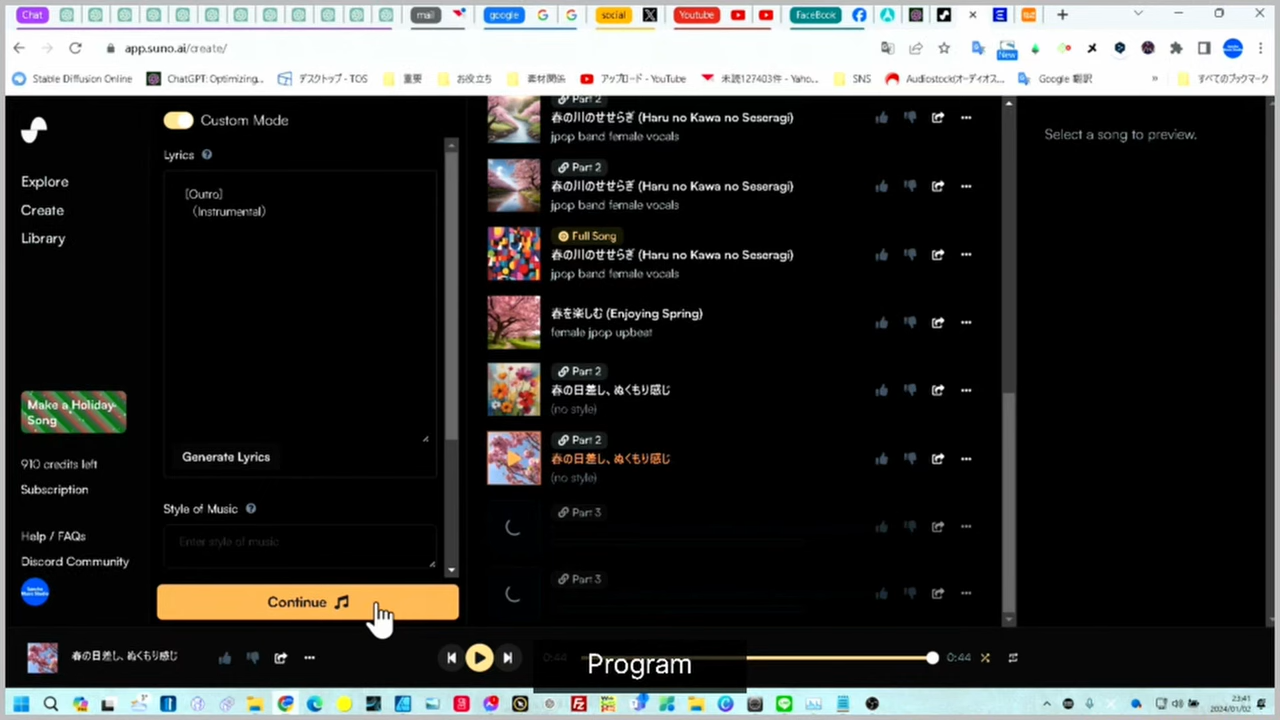 Chat
mail
google
social
Youtube
FaceBook
app.suno.ai/create/
New
Stable Diffusion Online
ChatGPT: Optimizing...
デスクトップ - TOS
重要
お役立ち
素材関係
アップロード - YouTube
未読127403件 - Yaho...
SNS
Audiostock(オーディオス...
Google 翻訳
»
すべてのブックマーク
Custom Mode
Lyrics
[Outro]
(Instrumental)
Generate Lyrics
Style of Music
Enter style of music
Continue
Explore
Create
Library
Make a Holiday
Song
910 credits left
Subscription
Help / FAQs
Discord Community
Part 2
春の川のせせらぎ (Haru no Kawa no Seseragi)
jpop band female vocals
Part 2
春の川のせせらぎ (Haru no Kawa no Seseragi)
jpop band female vocals
Full Song
春の川のせせらぎ (Haru no Kawa no Seseragi)
jpop band female vocals
春を楽しむ (Enjoying Spring)
female jpop upbeat
Part 2
春の日差し、ぬくもり感じ
(no style)
Part 2
春の日差し、ぬくもり感じ
(no style)
Part 3
Part 3
Select a song to preview.
春の日差し、ぬくもり感じ
0:44
0:44
Program
23:41
2024/01/02